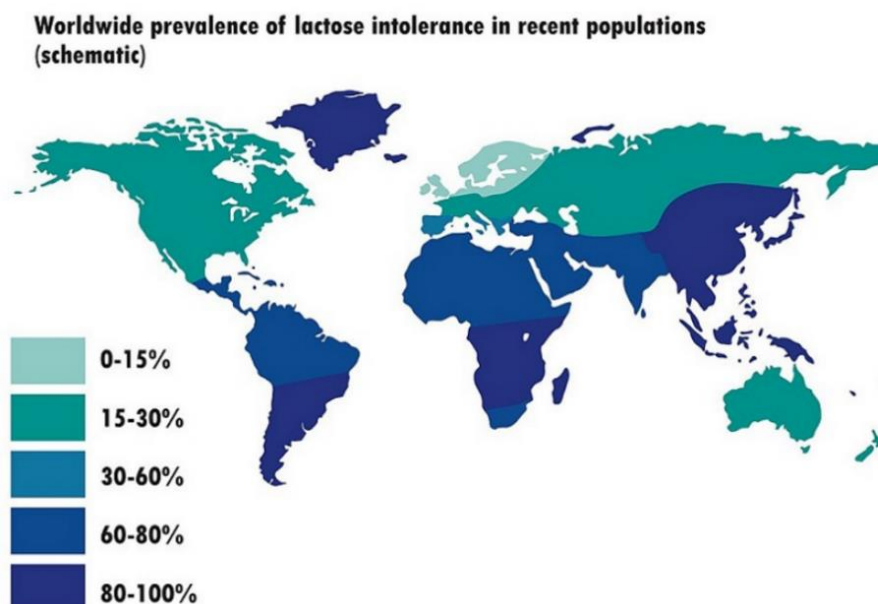 Worldwide prevalence of lactose intolerance in recent populations
(schematic)
0-15%
15-30%
30-60%
60-80%
80-100%